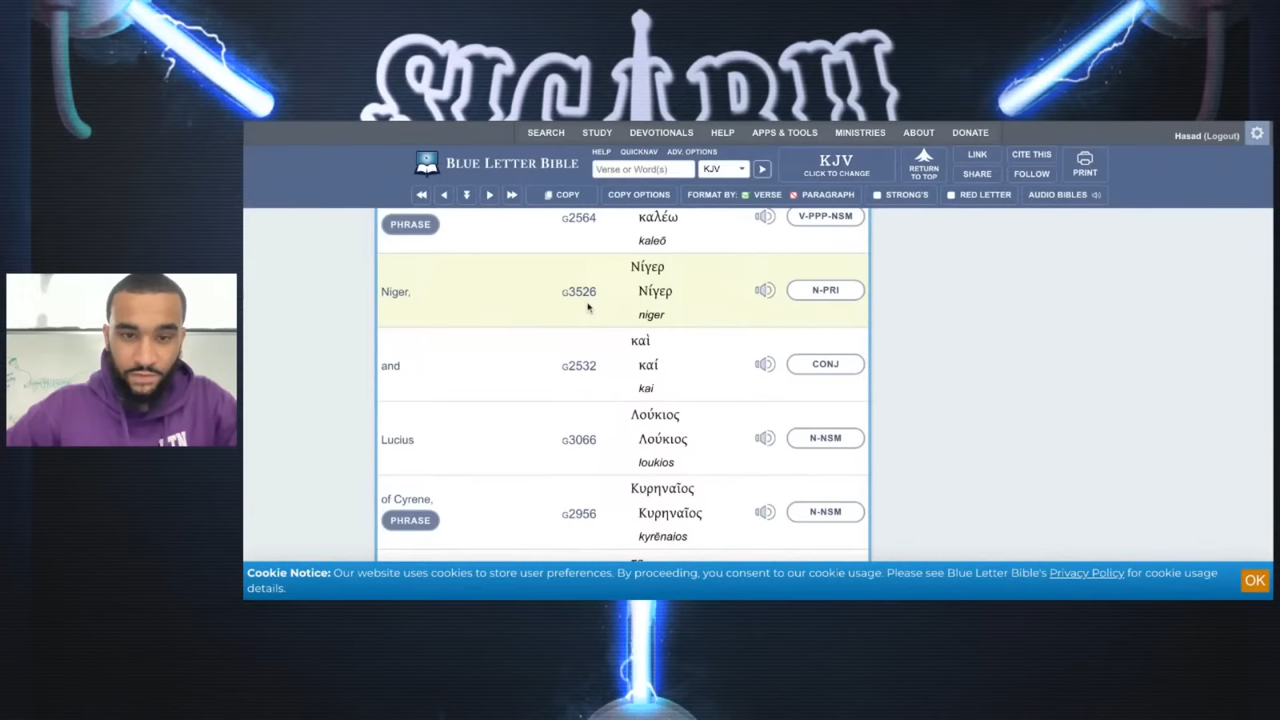 SICARII
SEARCH STUDY DEVOTIONALS HELP APPS & TOOLS MINISTRIES ABOUT DONATE
Hasad (Logout)
BLUE LETTER BIBLE
HELP QUICKNAV ADV. OPTIONS
Verse or Word(s) KJV
KJV
CLICK TO CHANGE
RETURN
TO TOP
LINK CITE THIS
SHARE FOLLOW
PRINT
COPY COPY OPTIONS FORMAT BY: VERSE PARAGRAPH STRONG'S RED LETTER AUDIO BIBLES
PHRASE G2564 καλέω V-PPP-NSM
kaleō
Νίγερ
Niger, G3526 Νίγερ N-PRI
niger
καὶ
and G2532 καί CONJ
kai
Λούκιος
Lucius G3066 Λούκιος N-NSM
loukios
Κυρηναῖος
of Cyrene, G2956 Κυρηναῖος N-NSM
PHRASE
kyrēnaios
Cookie Notice: Our website uses cookies to store user preferences. By proceeding, you consent to our cookie usage. Please see Blue Letter Bible's Privacy Policy for cookie usage
details.
OK